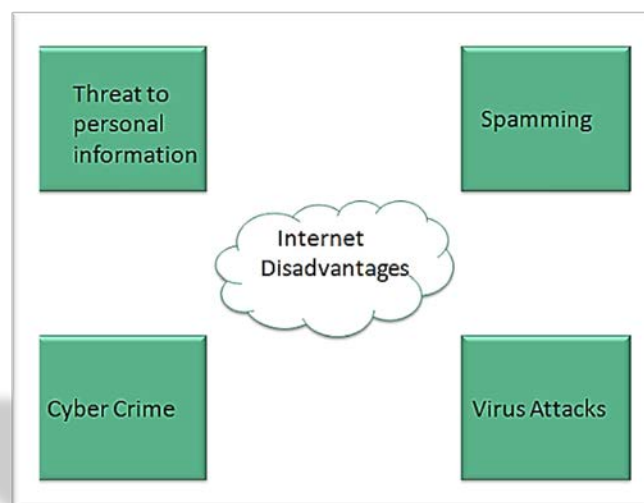 Threat to
personal
information
Spamming
Internet
Disadvantages
Cyber Crime
Virus Attacks